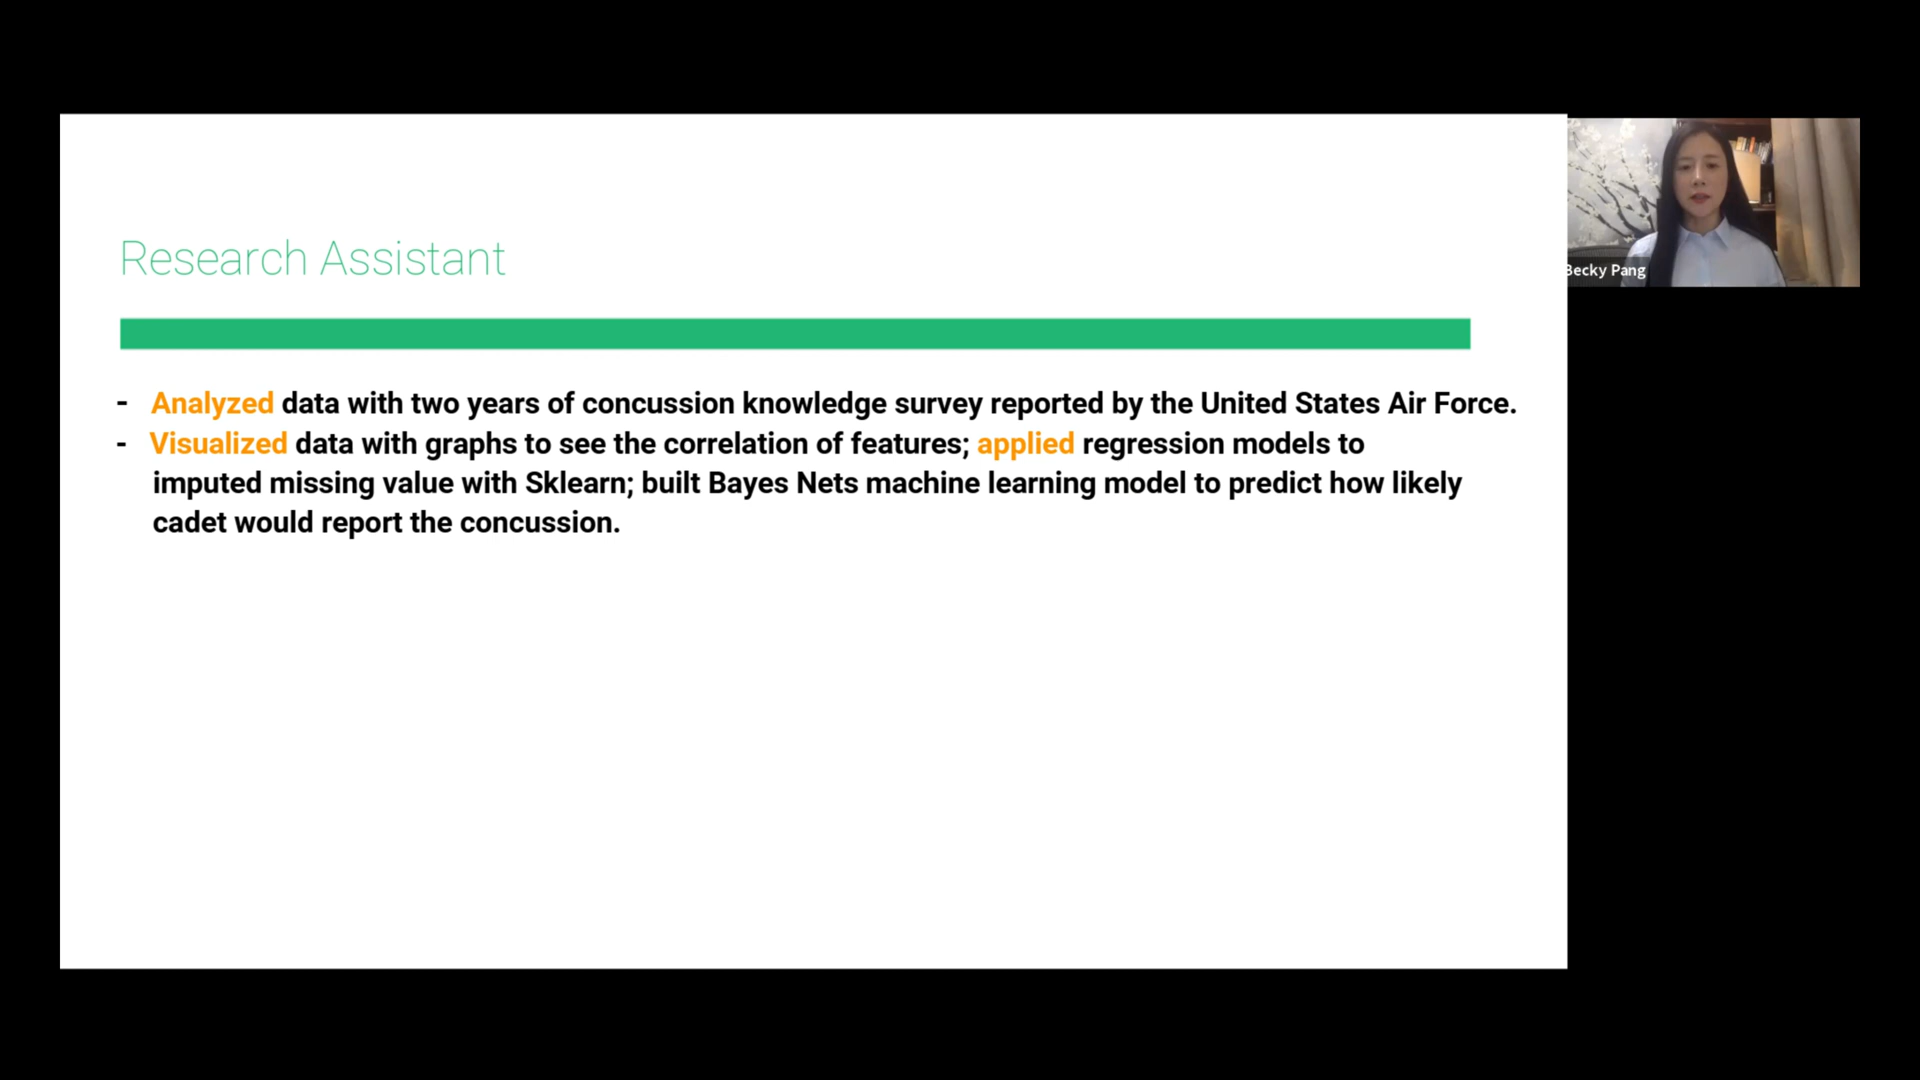 Research Assistant
- Analyzed data with two years of concussion knowledge survey reported by the United States Air Force.
- Visualized data with graphs to see the correlation of features; applied regression models to
imputed missing value with Sklearn; built Bayes Nets machine learning model to predict how likely
cadet would report the concussion.
Becky Pang